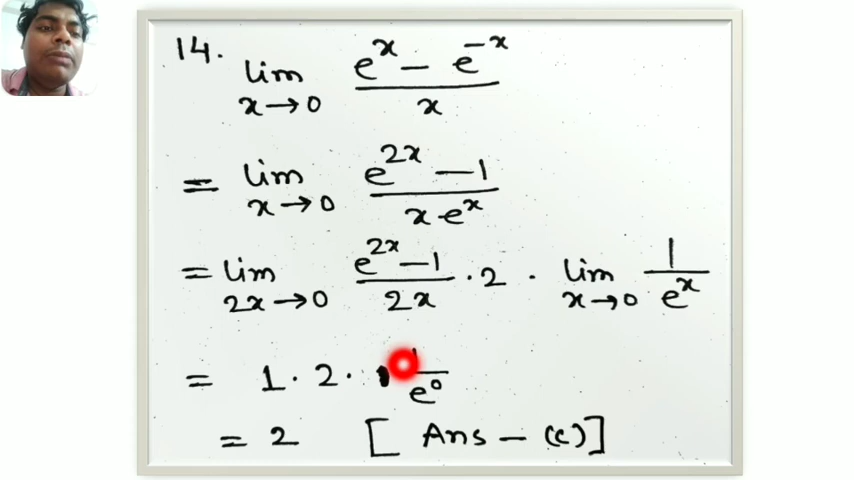 14. lim x→0 (e^x − e^−x)/x
= lim x→0 (e^2x − 1)/(x·e^x)
= lim 2x→0 (e^2x − 1)/(2x) · 2 · lim x→0 1/e^x
= 1 · 2 · 1/e^0
= 2 [ Ans − (c) ]